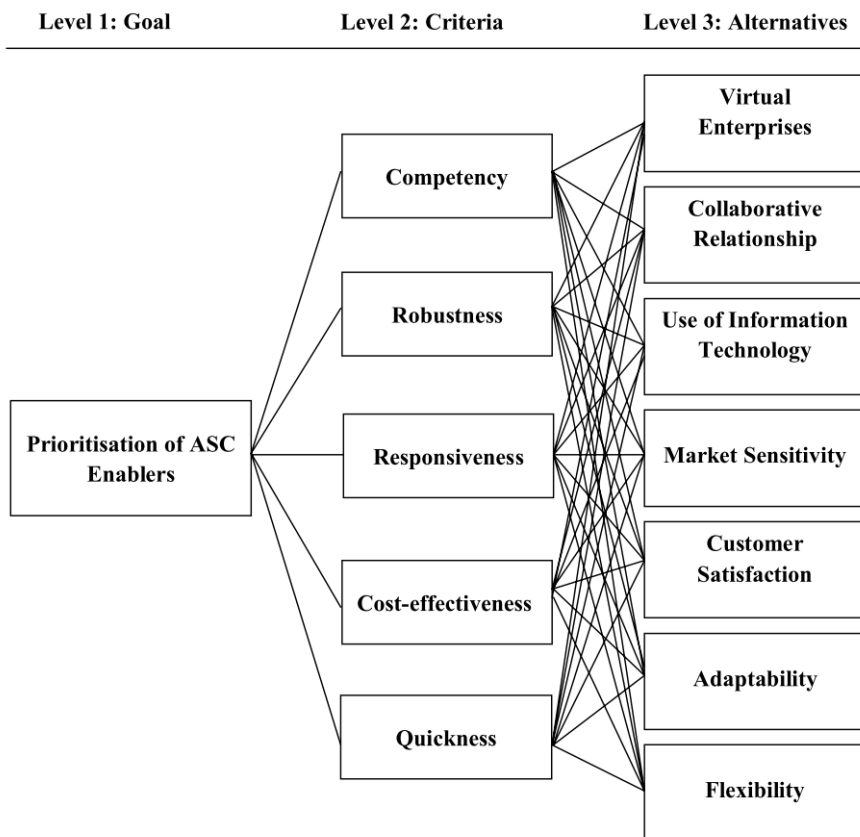 Level 1: Goal
Level 2: Criteria
Level 3: Alternatives
Prioritisation of ASC
Enablers
Competency
Robustness
Responsiveness
Cost-effectiveness
Quickness
Virtual
Enterprises
Collaborative
Relationship
Use of Information
Technology
Market Sensitivity
Customer
Satisfaction
Adaptability
Flexibility